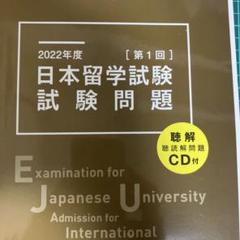 2022年度 [第1回]
日本留学試験
試験問題
聴解
聴読解問題
CD付
Examination for
Japanese University
Admission for
International